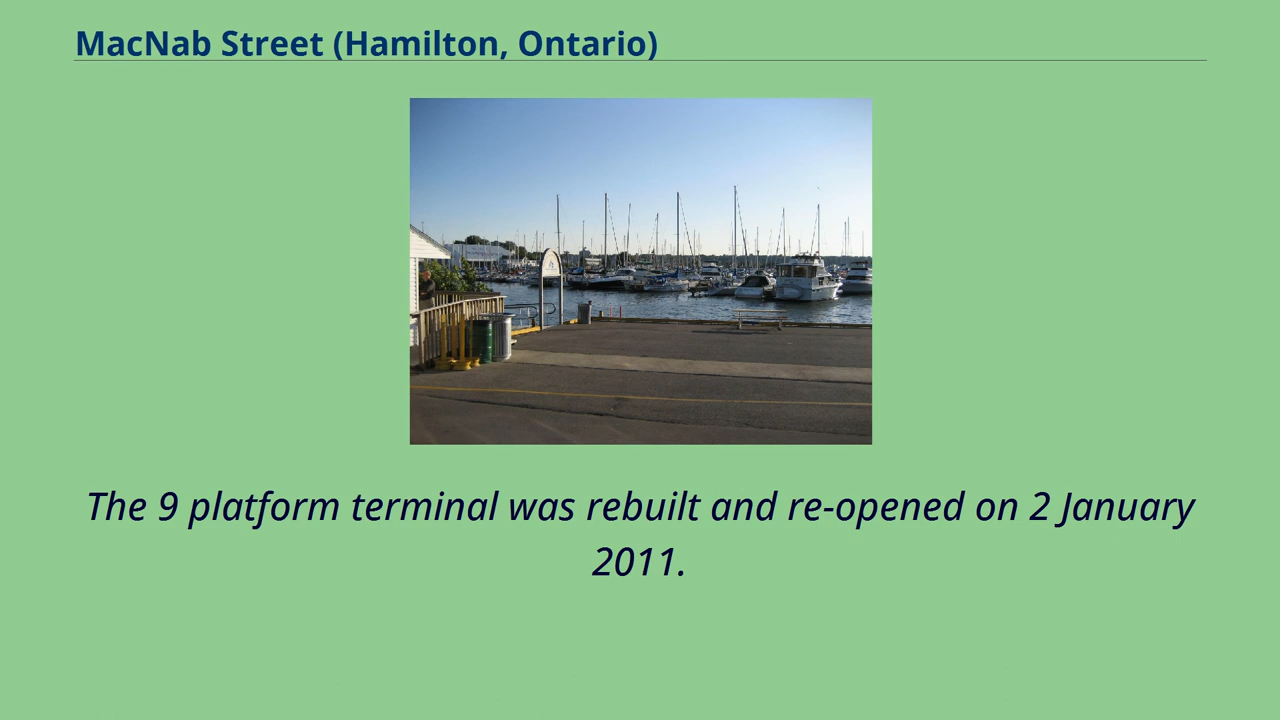 MacNab Street (Hamilton, Ontario)
The 9 platform terminal was rebuilt and re-opened on 2 January
2011.